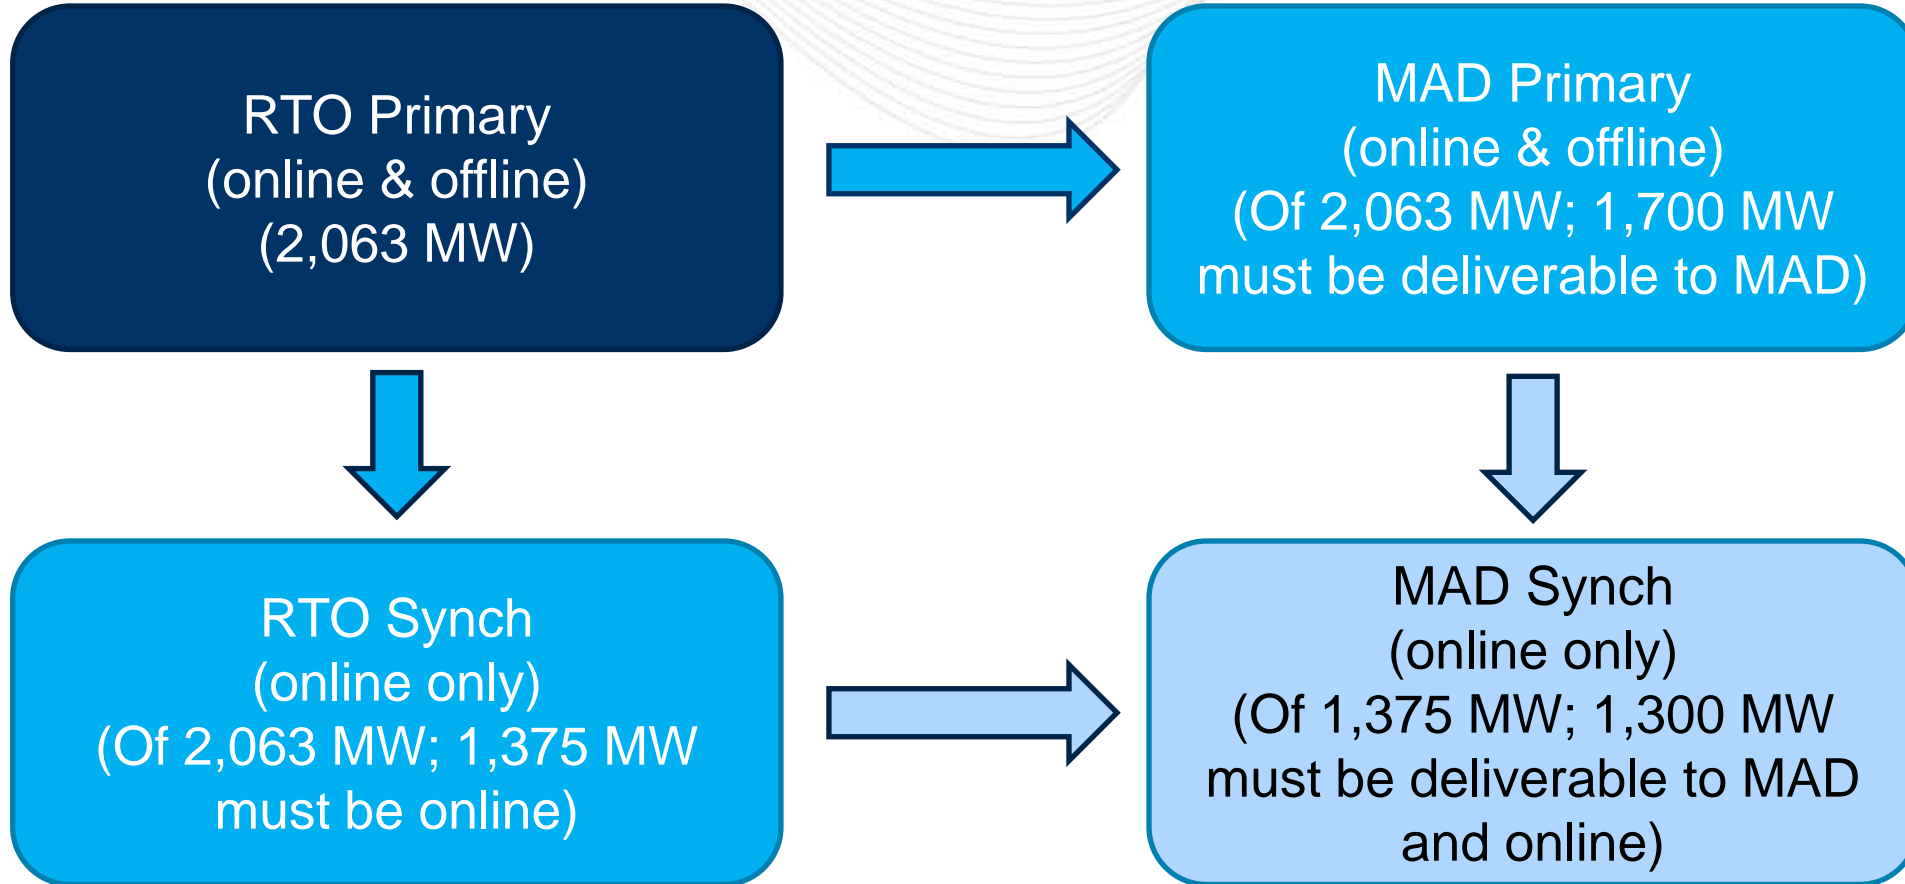 RTO Primary
(online & offline)
(2,063 MW)
MAD Primary
(online & offline)
(Of 2,063 MW; 1,700 MW
must be deliverable to MAD)
RTO Synch
(online only)
(Of 2,063 MW; 1,375 MW
must be online)
MAD Synch
(online only)
(Of 1,375 MW; 1,300 MW
must be deliverable to MAD
and online)